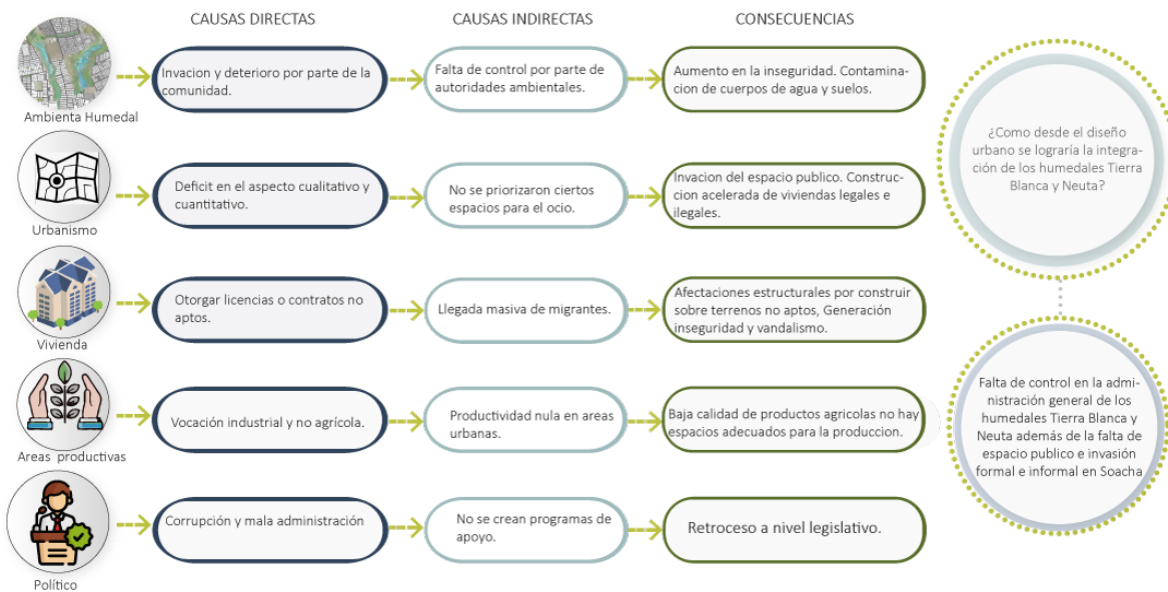 CAUSAS DIRECTAS
CAUSAS INDIRECTAS
CONSECUENCIAS
Ambienta Humedal
Invacion y deterioro por parte de la
comunidad.
Falta de control por parte de
autoridades ambientales.
Aumento en la inseguridad. Contamina-
cion de cuerpos de agua y suelos.
Urbanismo
Deficit en el aspecto cualitativo y
cuantitativo.
No se priorizaron ciertos
espacios para el ocio.
Invacion del espacio publico. Construc-
cion acelerada de viviendas legales e
ilegales.
Vivienda
Otorgar licencias o contratos no
aptos.
Llegada masiva de migrantes.
Afectaciones estructurales por construir
sobre terrenos no aptos, Generación
inseguridad y vandalismo.
Areas productivas
Vocación industrial y no agrícola.
Productividad nula en areas
urbanas.
Baja calidad de productos agricolas no hay
espacios adecuados para la produccion.
Político
Corrupción y mala administración
No se crean programas de
apoyo.
Retroceso a nivel legislativo.
¿Como desde el diseño
urbano se lograría la integra-
ción de los humedales Tierra
Blanca y Neuta?
Falta de control en la admi-
nistración general de los
humedales Tierra Blanca y
Neuta además de la falta de
espacio publico e invasión
formal e informal en Soacha